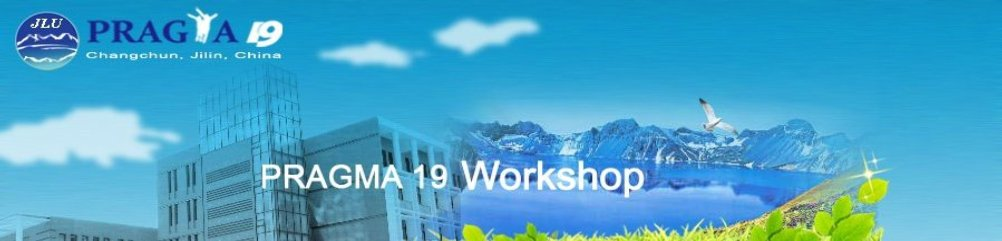 JLU
PRAGMA 19
Changchun, Jilin, China
PRAGMA 19 Workshop